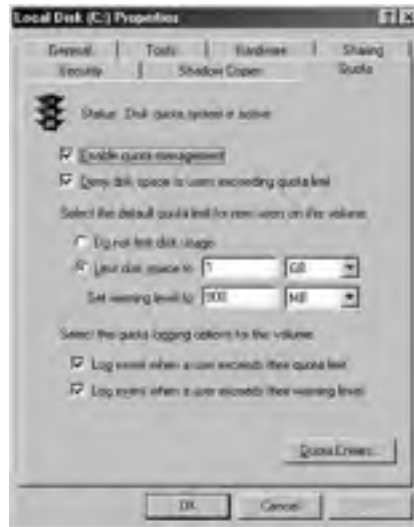 Local Disk (C:) Properties
General Tools Hardware Sharing
Security Shadow Copies Quota
Status: Disk quota system is active
Enable quota management
Deny disk space to users exceeding quota limit
Select the default quota limit for new users on this volume:
Do not limit disk usage
Limit disk space to 1 GB
Set warning level to 900 MB
Select the quota logging options for this volume:
Log event when a user exceeds their quota limit
Log event when a user exceeds their warning level
Quota Entries...
OK Cancel